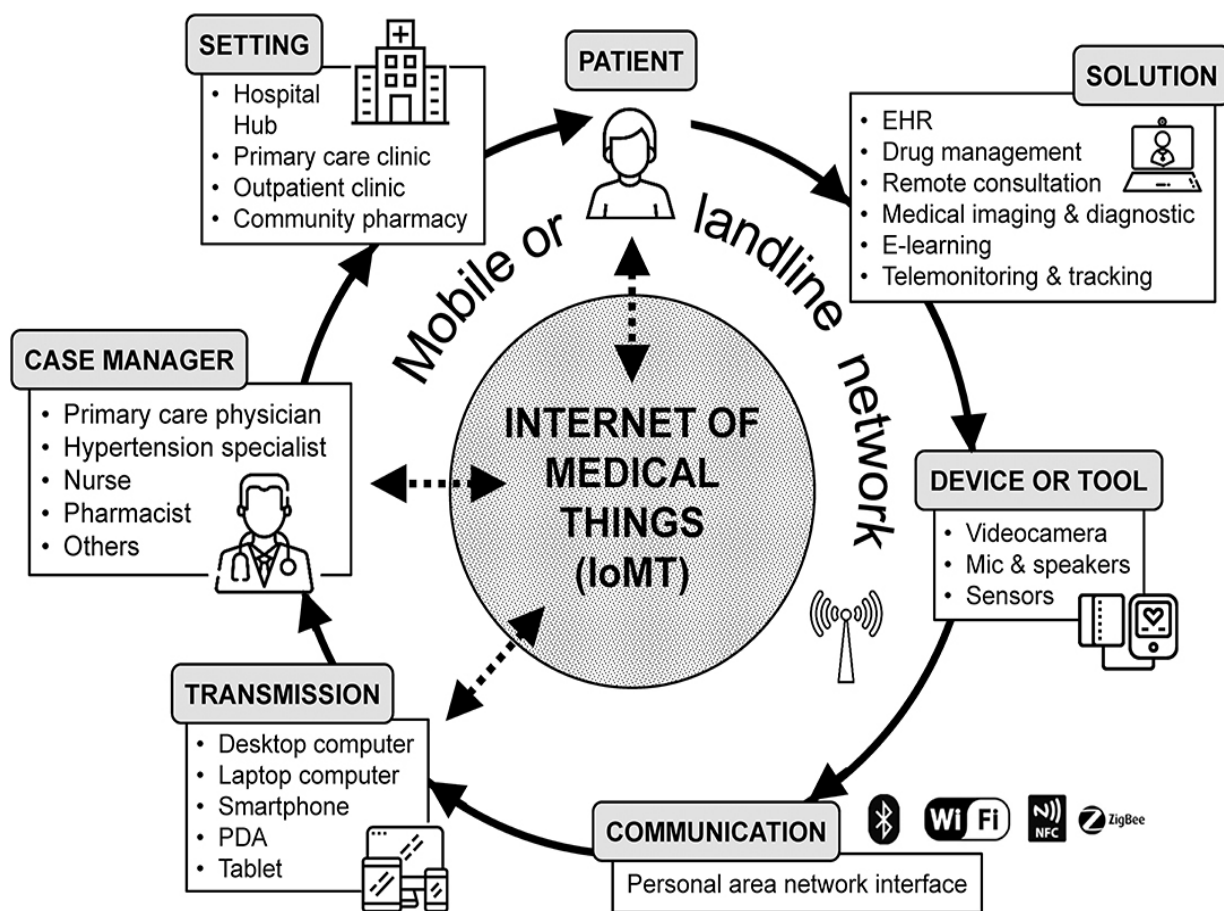 SETTING
• Hospital
Hub
• Primary care clinic
• Outpatient clinic
• Community pharmacy
PATIENT
SOLUTION
• EHR
• Drug management
• Remote consultation
• Medical imaging & diagnostic
• E-learning
• Telemonitoring & tracking
Mobile or landline network
CASE MANAGER
• Primary care physician
• Hypertension specialist
• Nurse
• Pharmacist
• Others
INTERNET OF
MEDICAL
THINGS
(IoMT)
DEVICE OR TOOL
• Videocamera
• Mic & speakers
• Sensors
TRANSMISSION
• Desktop computer
• Laptop computer
• Smartphone
• PDA
• Tablet
COMMUNICATION
Wi Fi
N
NFC
ZigBee
Personal area network interface